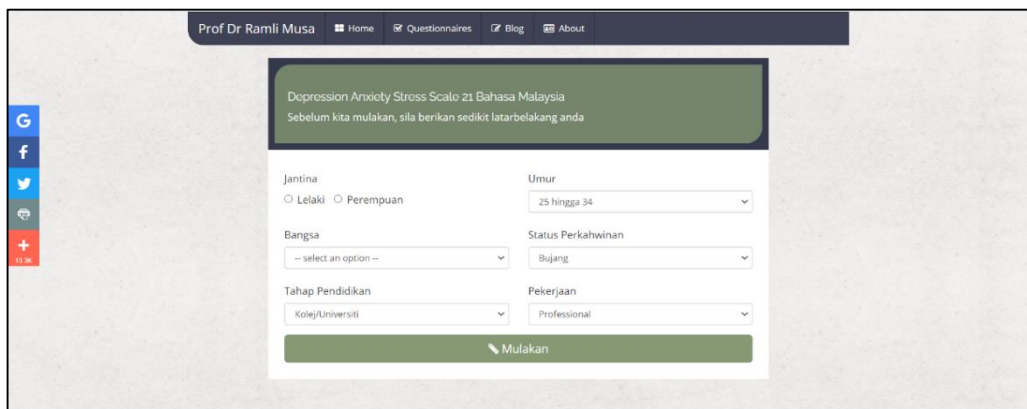 Prof Dr Ramli Musa Home Questionnaires Blog About
Depression Anxiety Stress Scale 21 Bahasa Malaysia
Sebelum kita mulakan, sila berikan sedikit latarbelakang anda
Jantina
Lelaki Perempuan
Umur
25 hingga 34
Bangsa
-- select an option --
Status Perkahwinan
Bujang
Tahap Pendidikan
Kolej/Universiti
Pekerjaan
Professional
Mulakan
G
f
13.3K